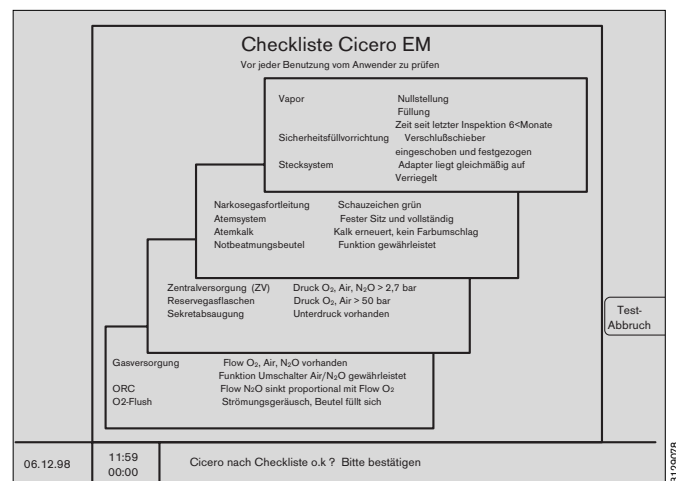 Checkliste Cicero EM
Vor jeder Benutzung vom Anwender zu prüfen
Vapor Nullstellung
Füllung
Zeit seit letzter Inspektion 6<Monate
Sicherheitsfüllvorrichtung Verschlußschieber
eingeschoben und festgezogen
Stecksystem Adapter liegt gleichmäßig auf
Verriegelt
Narkosegasfortleitung Schauzeichen grün
Atemsystem Fester Sitz und vollständig
Atemkalk Kalk erneuert, kein Farbumschlag
Notbeatmungsbeutel Funktion gewährleistet
Zentralversorgung (ZV) Druck O₂, Air, N₂O > 2,7 bar
Reservegasflaschen Druck O₂, Air > 50 bar
Sekretabsaugung Unterdruck vorhanden
Gasversorgung Flow O₂, Air, N₂O vorhanden
Funktion Umschalter Air/N₂O gewährleistet
ORC Flow N₂O sinkt proportional mit Flow O₂
O2-Flush Strömungsgeräusch, Beutel füllt sich
Test-
Abbruch
06.12.98
11:59
00:00
Cicero nach Checkliste o.k ? Bitte bestätigen